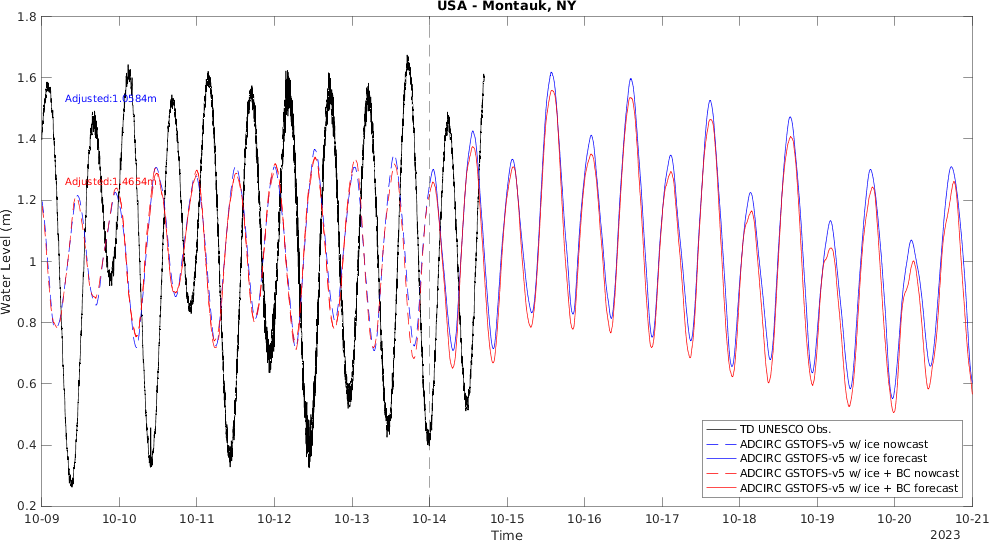 USA - Montauk, NY
1.8
1.6
1.4
1.2
1
0.8
0.6
0.4
0.2
Water Level (m)
Adjusted:1.0584m
Adjusted:1.4664m
TD UNESCO Obs.
ADCIRC GSTOFS-v5 w/ ice nowcast
ADCIRC GSTOFS-v5 w/ ice forecast
ADCIRC GSTOFS-v5 w/ ice + BC nowcast
ADCIRC GSTOFS-v5 w/ ice + BC forecast
10-09 10-10 10-11 10-12 10-13 10-14 10-15 10-16 10-17 10-18 10-19 10-20 10-21
Time
2023